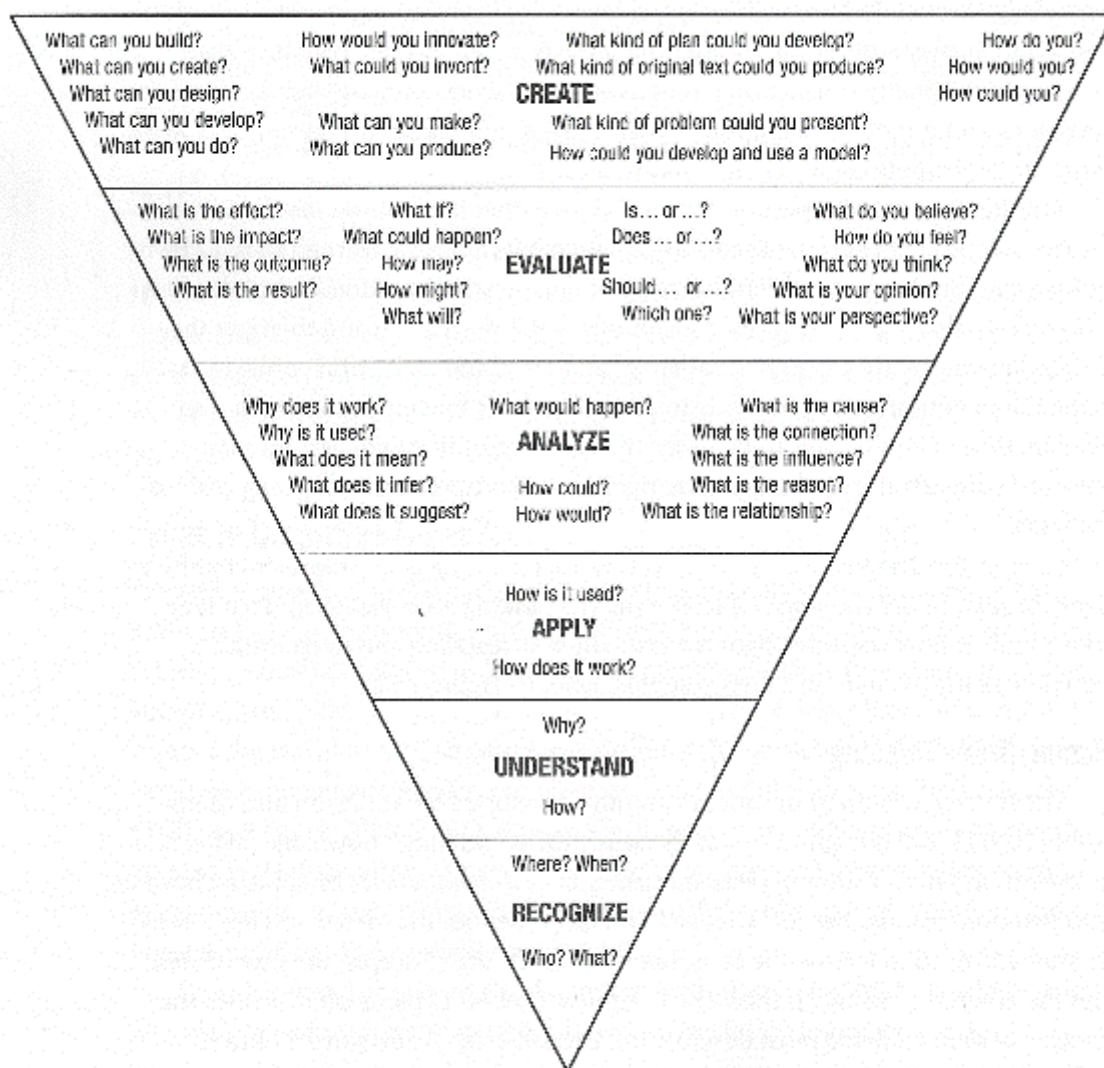 What can you build? How would you innovate? What kind of plan could you develop? How do you?
What can you create? What could you invent? What kind of original text could you produce? How would you?
What can you design? CREATE How could you?
What can you develop? What can you make? What kind of problem could you present?
What can you do? What can you produce? How could you develop and use a model?
What is the effect? What if? Is... or...? What do you believe?
What is the impact? What could happen? Does... or...? How do you feel?
What is the outcome? How may? EVALUATE What do you think?
What is the result? How might? Should... or...? What is your opinion?
What will? Which one? What is your perspective?
Why does it work? What would happen? What is the cause?
Why is it used? ANALYZE What is the connection?
What does it mean? What is the influence?
What does it infer? How could? What is the reason?
What does it suggest? How would? What is the relationship?
How is it used?
APPLY
How does it work?
Why?
UNDERSTAND
How?
Where? When?
RECOGNIZE
Who? What?